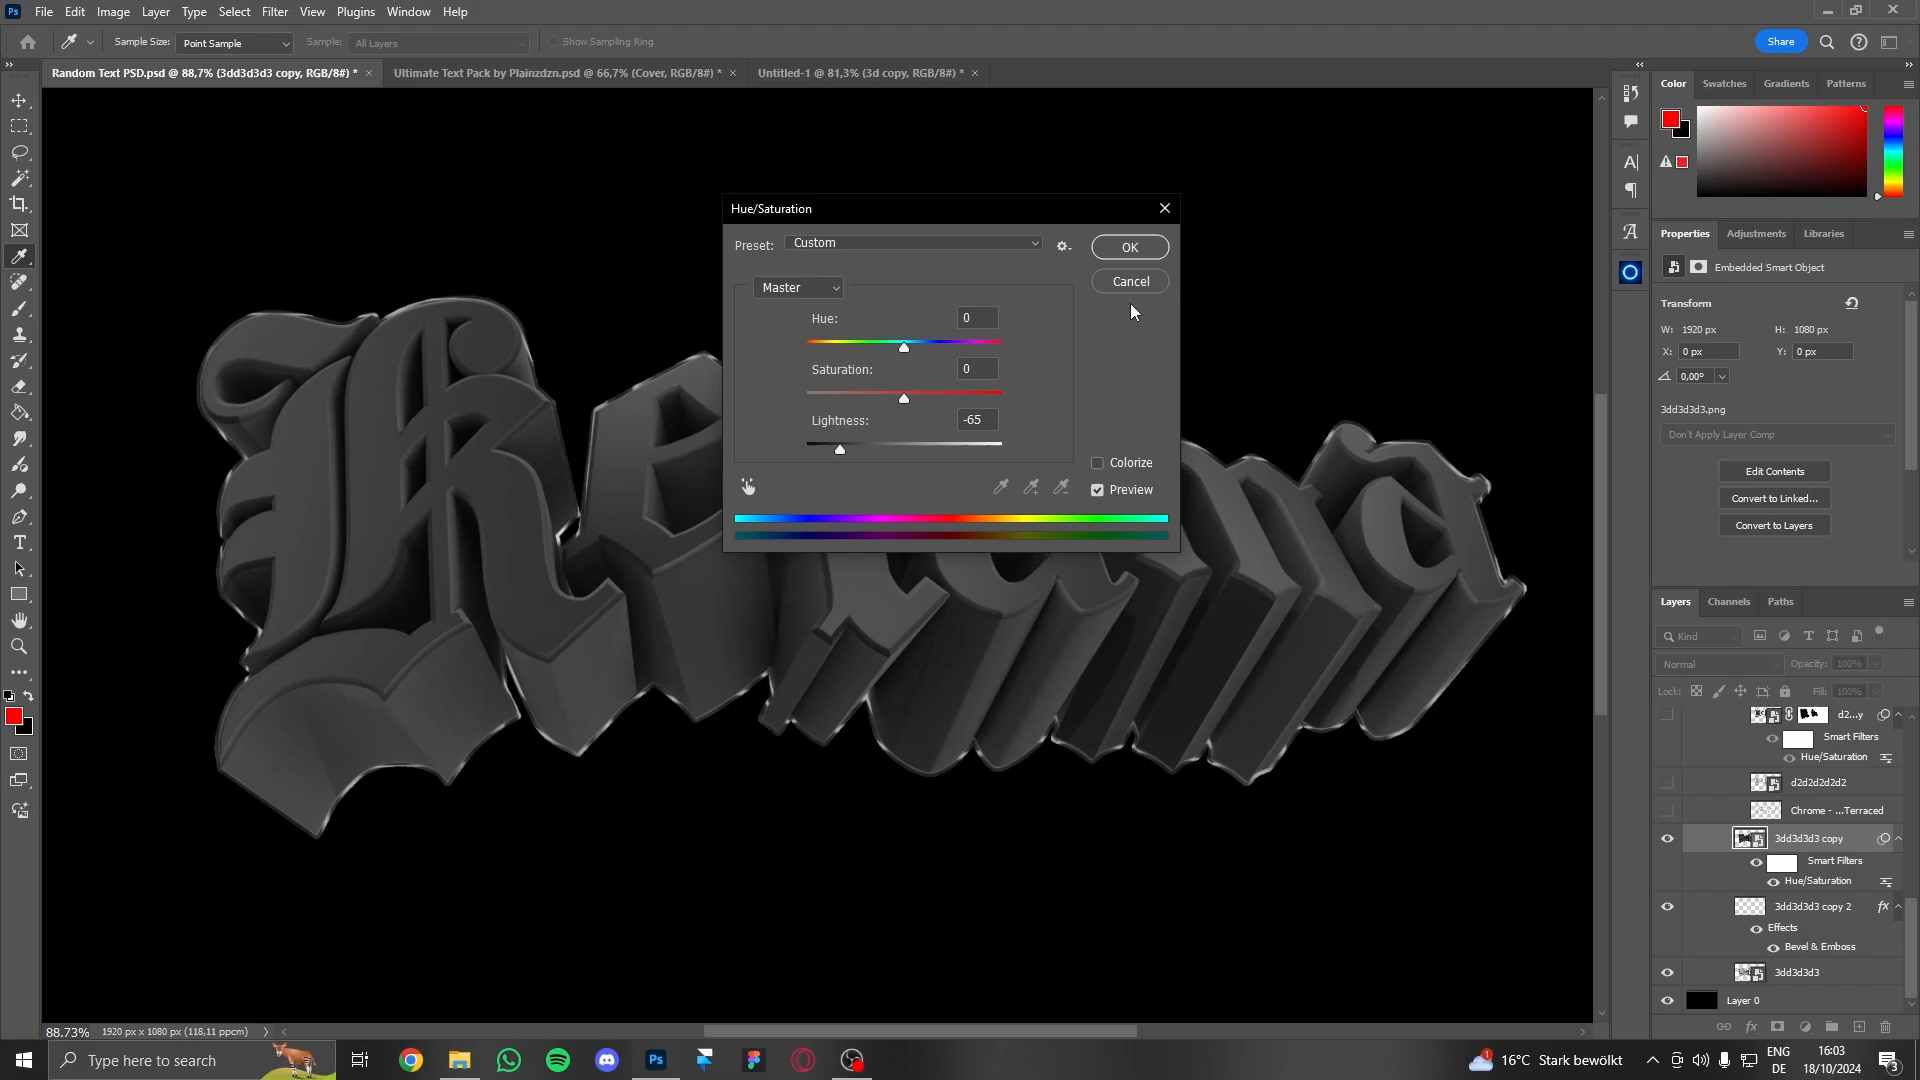 Ps File Edit Image Layer Type Select Filter View Plugins Window Help
Sample Size: Point Sample Sample: All Layers Show Sampling Ring Share
Random Text PSD.psd @ 88,7% (3dd3d3d3 copy, RGB/8#) * Ultimate Text Pack by Plainzdzn.psd @ 66,7% (Cover, RGB/8#) * Untitled-1 @ 81,3% (3d copy, RGB/8#) *
Color Swatches Gradients Patterns
Hue/Saturation
Preset: Custom OK
Cancel
Master
Hue: 0
Saturation: 0
Lightness: -65
Colorize
Preview
Properties Adjustments Libraries
Embedded Smart Object
Transform
W: 1920 px H: 1080 px
X: 0 px Y: 0 px
0,00°
3dd3d3d3.png
Don't Apply Layer Comp
Edit Contents
Convert to Linked...
Convert to Layers
Layers Channels Paths
Kind
Normal Opacity: 100%
Lock: Fill: 100%
d2...y
Smart Filters
Hue/Saturation
d2d2d2d2d2
Chrome - ...Terraced
3dd3d3d3 copy
Smart Filters
Hue/Saturation
3dd3d3d3 copy 2 fx
Effects
Bevel & Emboss
3dd3d3d3
Layer 0
88.73% 1920 px x 1080 px (118,11 ppcm)
Type here to search
Ps
16°C Stark bewölkt
ENG
DE
16:03
18/10/2024
3